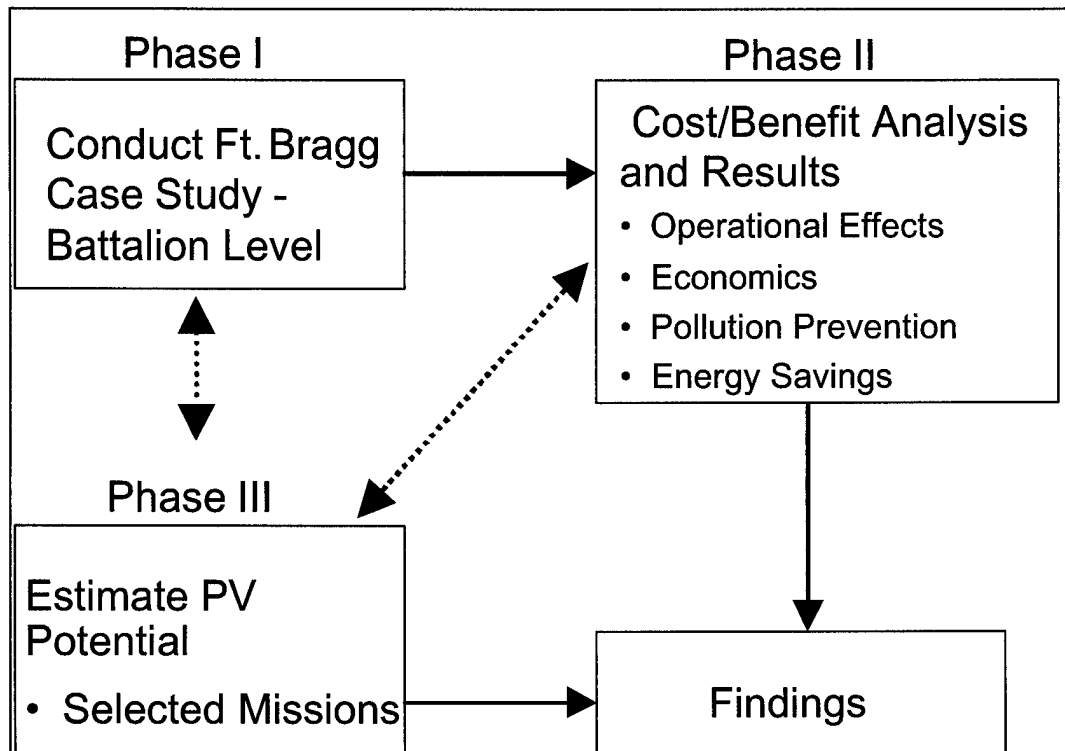 Phase I
Conduct Ft. Bragg
Case Study -
Battalion Level
Phase II
Cost/Benefit Analysis
and Results
• Operational Effects
• Economics
• Pollution Prevention
• Energy Savings
Phase III
Estimate PV
Potential
• Selected Missions
Findings